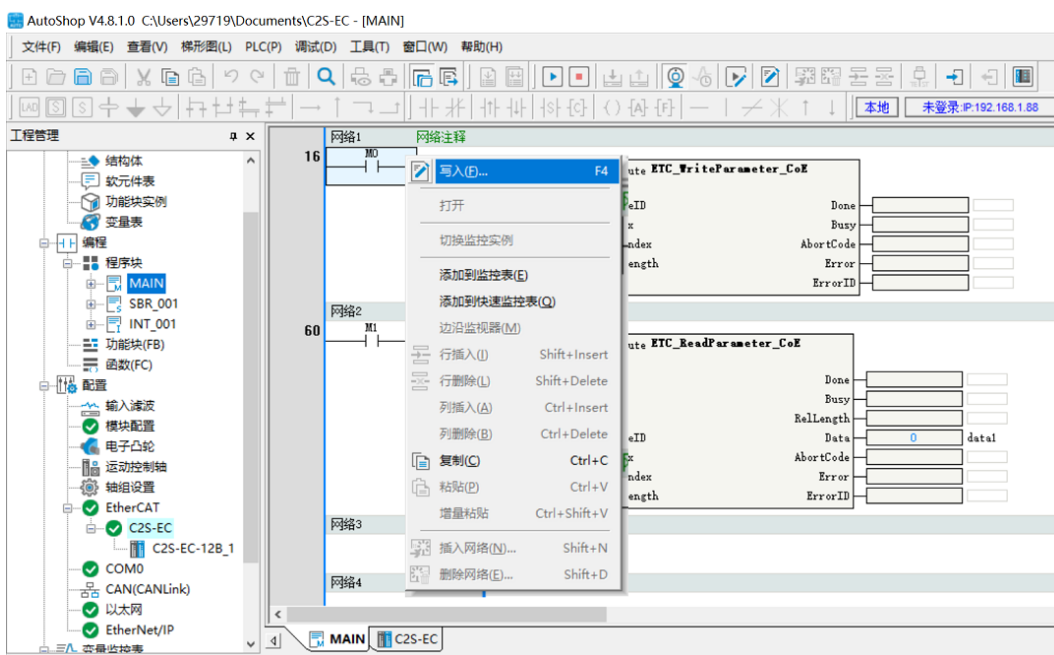 AutoShop V4.8.1.0 C:\Users\29719\Documents\C2S-EC - [MAIN]
文件(F) 编辑(E) 查看(V) 梯形图(L) PLC(P) 调试(D) 工具(T) 窗口(W) 帮助(H)
本地 未登录:IP:192.168.1.88
工程管理
结构体
软元件表
功能块实例
变量表
编程
程序块
MAIN
SBR_001
INT_001
功能块(FB)
函数(FC)
配置
输入滤波
模块配置
电子凸轮
运动控制轴
轴组设置
EtherCAT
C2S-EC
C2S-EC-12B_1
COM0
CAN(CANLink)
以太网
EtherNet/IP
变量监控表
网络1 网络注释
16
M0
写入(F)... F4
打开
切换监控实例
添加到监控表(E)
添加到快速监控表(Q)
边沿监视器(M)
行插入(I) Shift+Insert
行删除(L) Shift+Delete
列插入(A) Ctrl+Insert
列删除(B) Ctrl+Delete
复制(C) Ctrl+C
粘贴(P) Ctrl+V
增量粘贴 Ctrl+Shift+V
插入网络(N)... Shift+N
删除网络(E)... Shift+D
ute ETC_WriteParameter_CoE
eID Done
x Busy
ndex AbortCode
ength Error
ErrorID
网络2
60
M1
ute ETC_ReadParameter_CoE
Done
Busy
RelLength
eID Data 0 data1
x AbortCode
ndex Error
ength ErrorID
网络3
网络4
MAIN C2S-EC